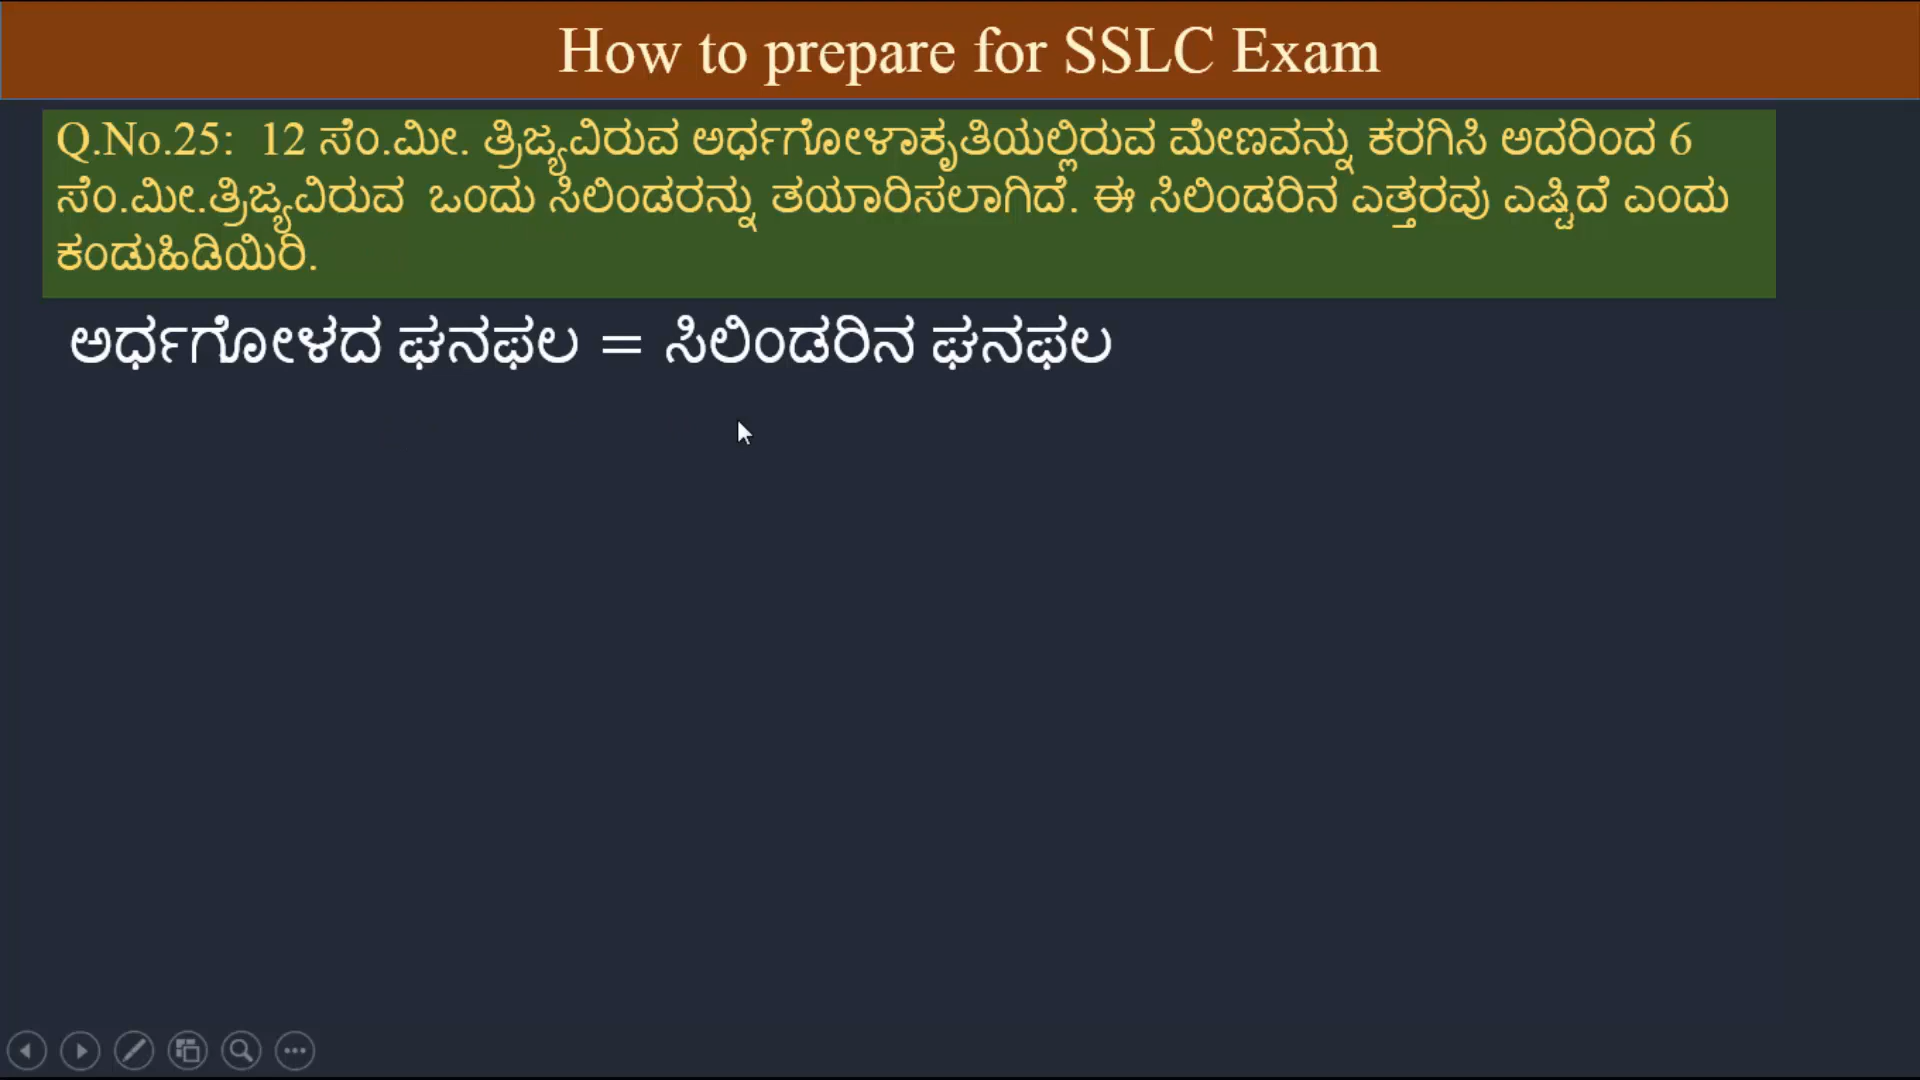 How to prepare for SSLC Exam
Q.No.25: 12 ಸೆಂ.ಮೀ. ತ್ರಿಜ್ಯವಿರುವ ಅರ್ಧಗೋಳಾಕೃತಿಯಲ್ಲಿರುವ ಮೇಣವನ್ನು ಕರಗಿಸಿ ಅದರಿಂದ 6
ಸೆಂ.ಮೀ.ತ್ರಿಜ್ಯವಿರುವ ಒಂದು ಸಿಲಿಂಡರನ್ನು ತಯಾರಿಸಲಾಗಿದೆ. ಈ ಸಿಲಿಂಡರಿನ ಎತ್ತರವು ಎಷ್ಟಿದೆ ಎಂದು
ಕಂಡುಹಿಡಿಯಿರಿ.
ಅರ್ಧಗೋಳದ ಘನಫಲ = ಸಿಲಿಂಡರಿನ ಘನಫಲ